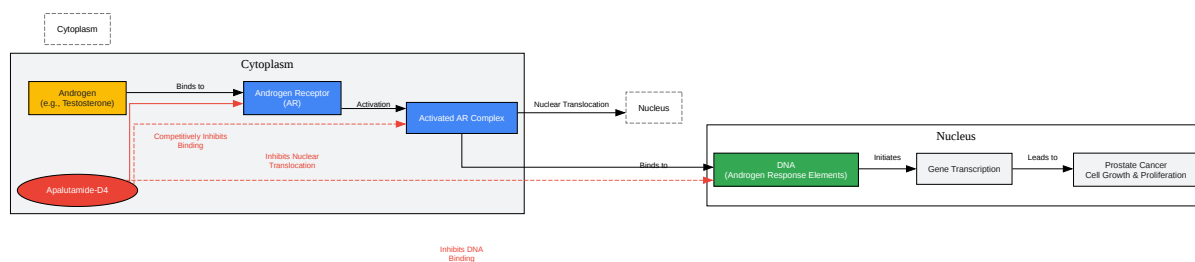 Cytoplasm
Cytoplasm
Androgen
(e.g., Testosterone)
Binds to
Androgen Receptor
(AR)
Activation
Activated AR Complex
Nuclear Translocation
Nucleus
Competitively Inhibits
Binding
Inhibits Nuclear
Translocation
Apalutamide-D4
Binds to
Nucleus
DNA
(Androgen Response Elements)
Initiates
Gene Transcription
Leads to
Prostate Cancer
Cell Growth & Proliferation
Inhibits DNA
Binding